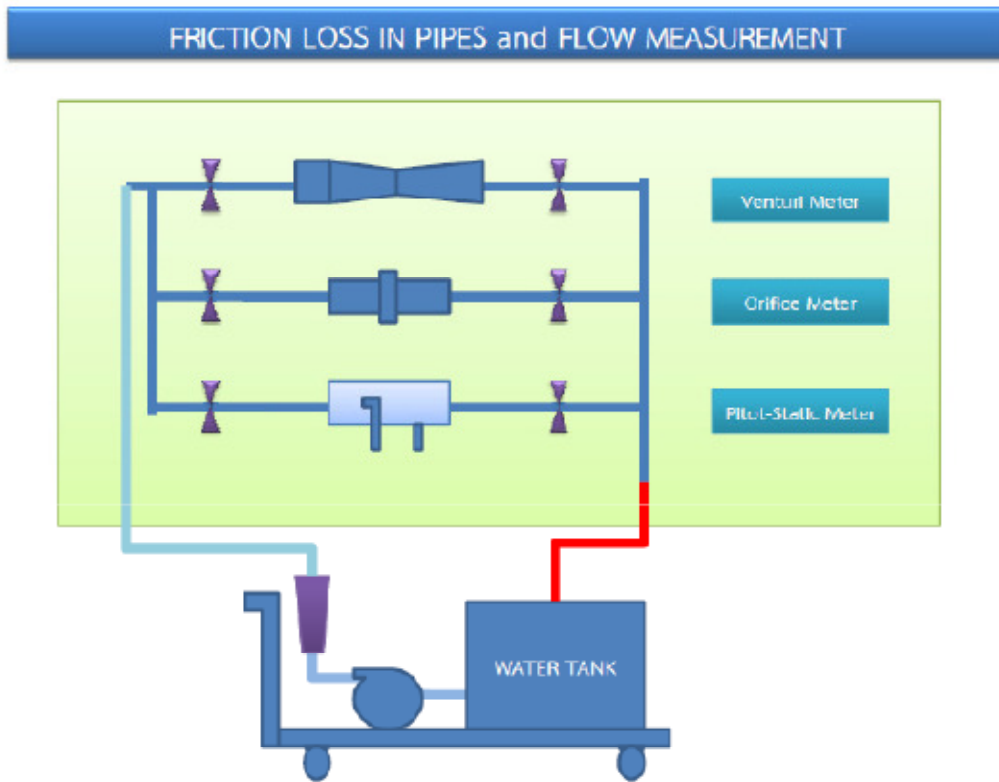 FRICTION LOSS IN PIPES and FLOW MEASUREMENT
Venturi Meter
Orifice Meter
Pitot-Static Meter
WATER TANK